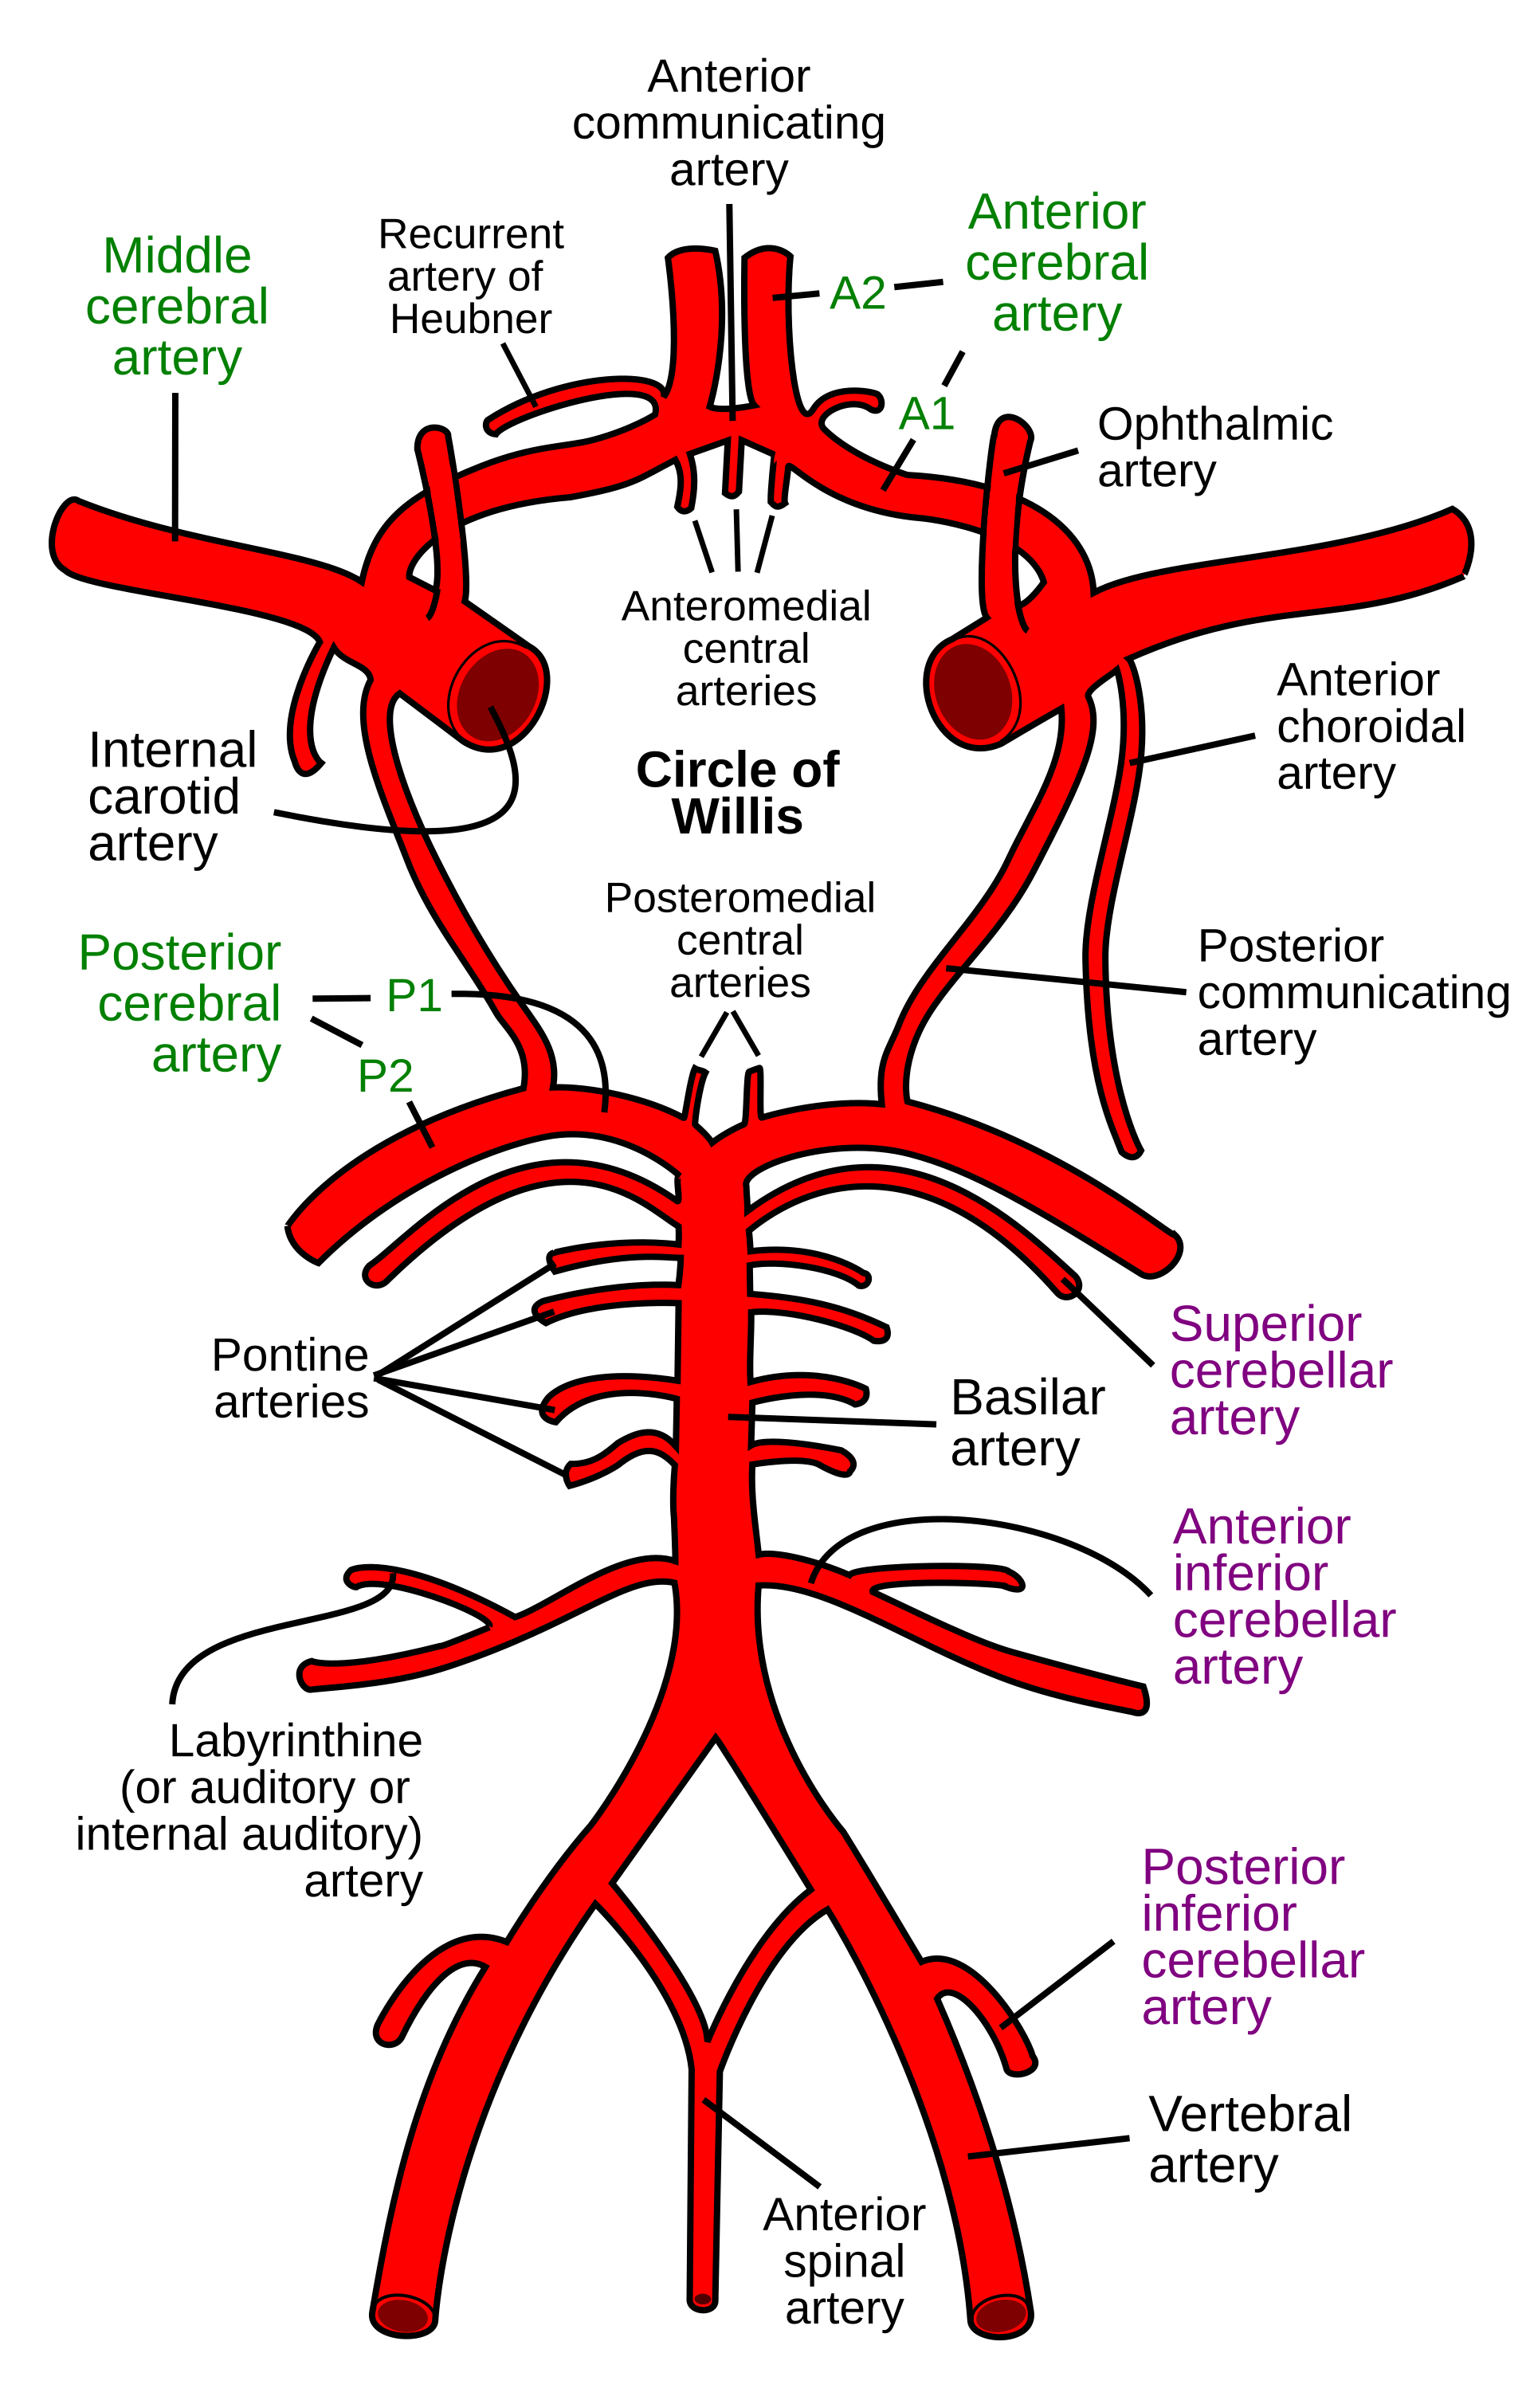 Anterior
communicating
artery
Middle
cerebral
artery
Recurrent
artery of
Heubner
A2
Anterior
cerebral
artery
A1
Ophthalmic
artery
Anteromedial
central
arteries
Internal
carotid
artery
Circle of
Willis
Anterior
choroidal
artery
Posteromedial
central
arteries
Posterior
cerebral
artery
P1
P2
Posterior
communicating
artery
Pontine
arteries
Superior
cerebellar
artery
Basilar
artery
Anterior
inferior
cerebellar
artery
Labyrinthine
(or auditory or
internal auditory)
artery
Posterior
inferior
cerebellar
artery
Vertebral
artery
Anterior
spinal
artery